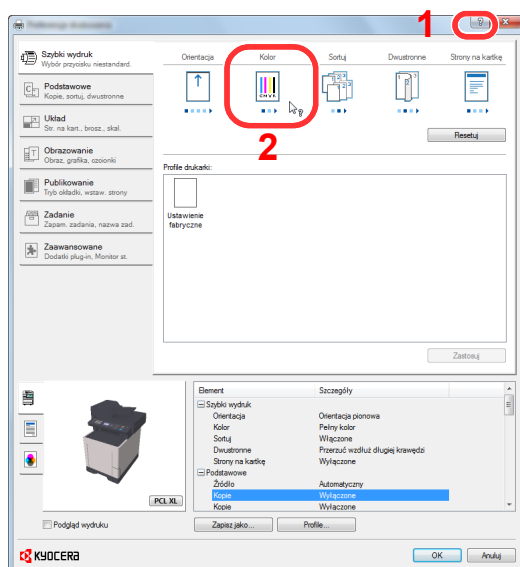 1
?
Szybki wydruk
Wybór przycisku niestandard.
Podstawowe
Kopie, sortuj, dwustronne
Układ
Str. na kart., brosz., skal.
Obrazowanie
Obraz, grafika, czcionki
Publikowanie
Tryb okładki, wstaw. strony
Zadanie
Zapam. zadania, nazwa zad.
Zaawansowane
Dodatki plug-in, Monitor st.
Orientacja Kolor Sortuj Dwustronne Strony na kartkę
CMYK
2
Resetuj
Profile drukarki:
Ustawienie
fabryczne
Zastosuj
Element Szczegóły
Szybki wydruk
Orientacja Orientacja pionowa
Kolor Pełny kolor
Sortuj Włączone
Dwustronne Przerzuć wzdłuż długiej krawędzi
Strony na kartkę Wyłączone
Podstawowe
Źródło Automatyczny
Kopie Wyłączone
Kopie Wyłączone
PCL XL
Podgląd wydruku
Zapisz jako... Profile...
KYOCERA
OK Anuluj